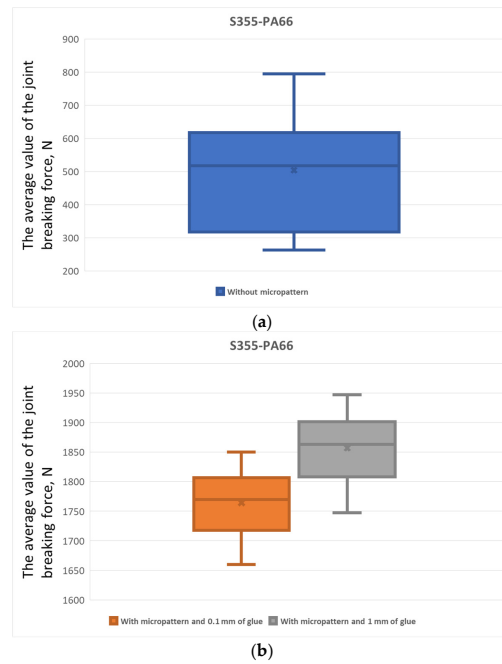 S355-PA66
The average value of the joint
breaking force, N
900
800
700
600
500
400
300
200
Without micropattern
(a)
S355-PA66
The average value of the joint
breaking force, N
2000
1950
1900
1850
1800
1750
1700
1650
1600
With mipattern and 0.1 mm of glue
With micropattern and 1 mm of glue
(b)